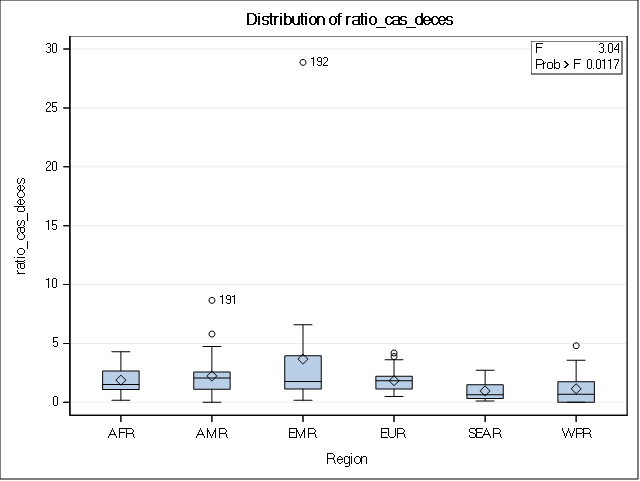 Distribution of ratio_cas_deces
F 3.04
Prob > F 0.0117
30
25
20
15
10
5
0
ratio_cas_deces
192
191
AFR AMR EMR EUR SEAR WPR
Region